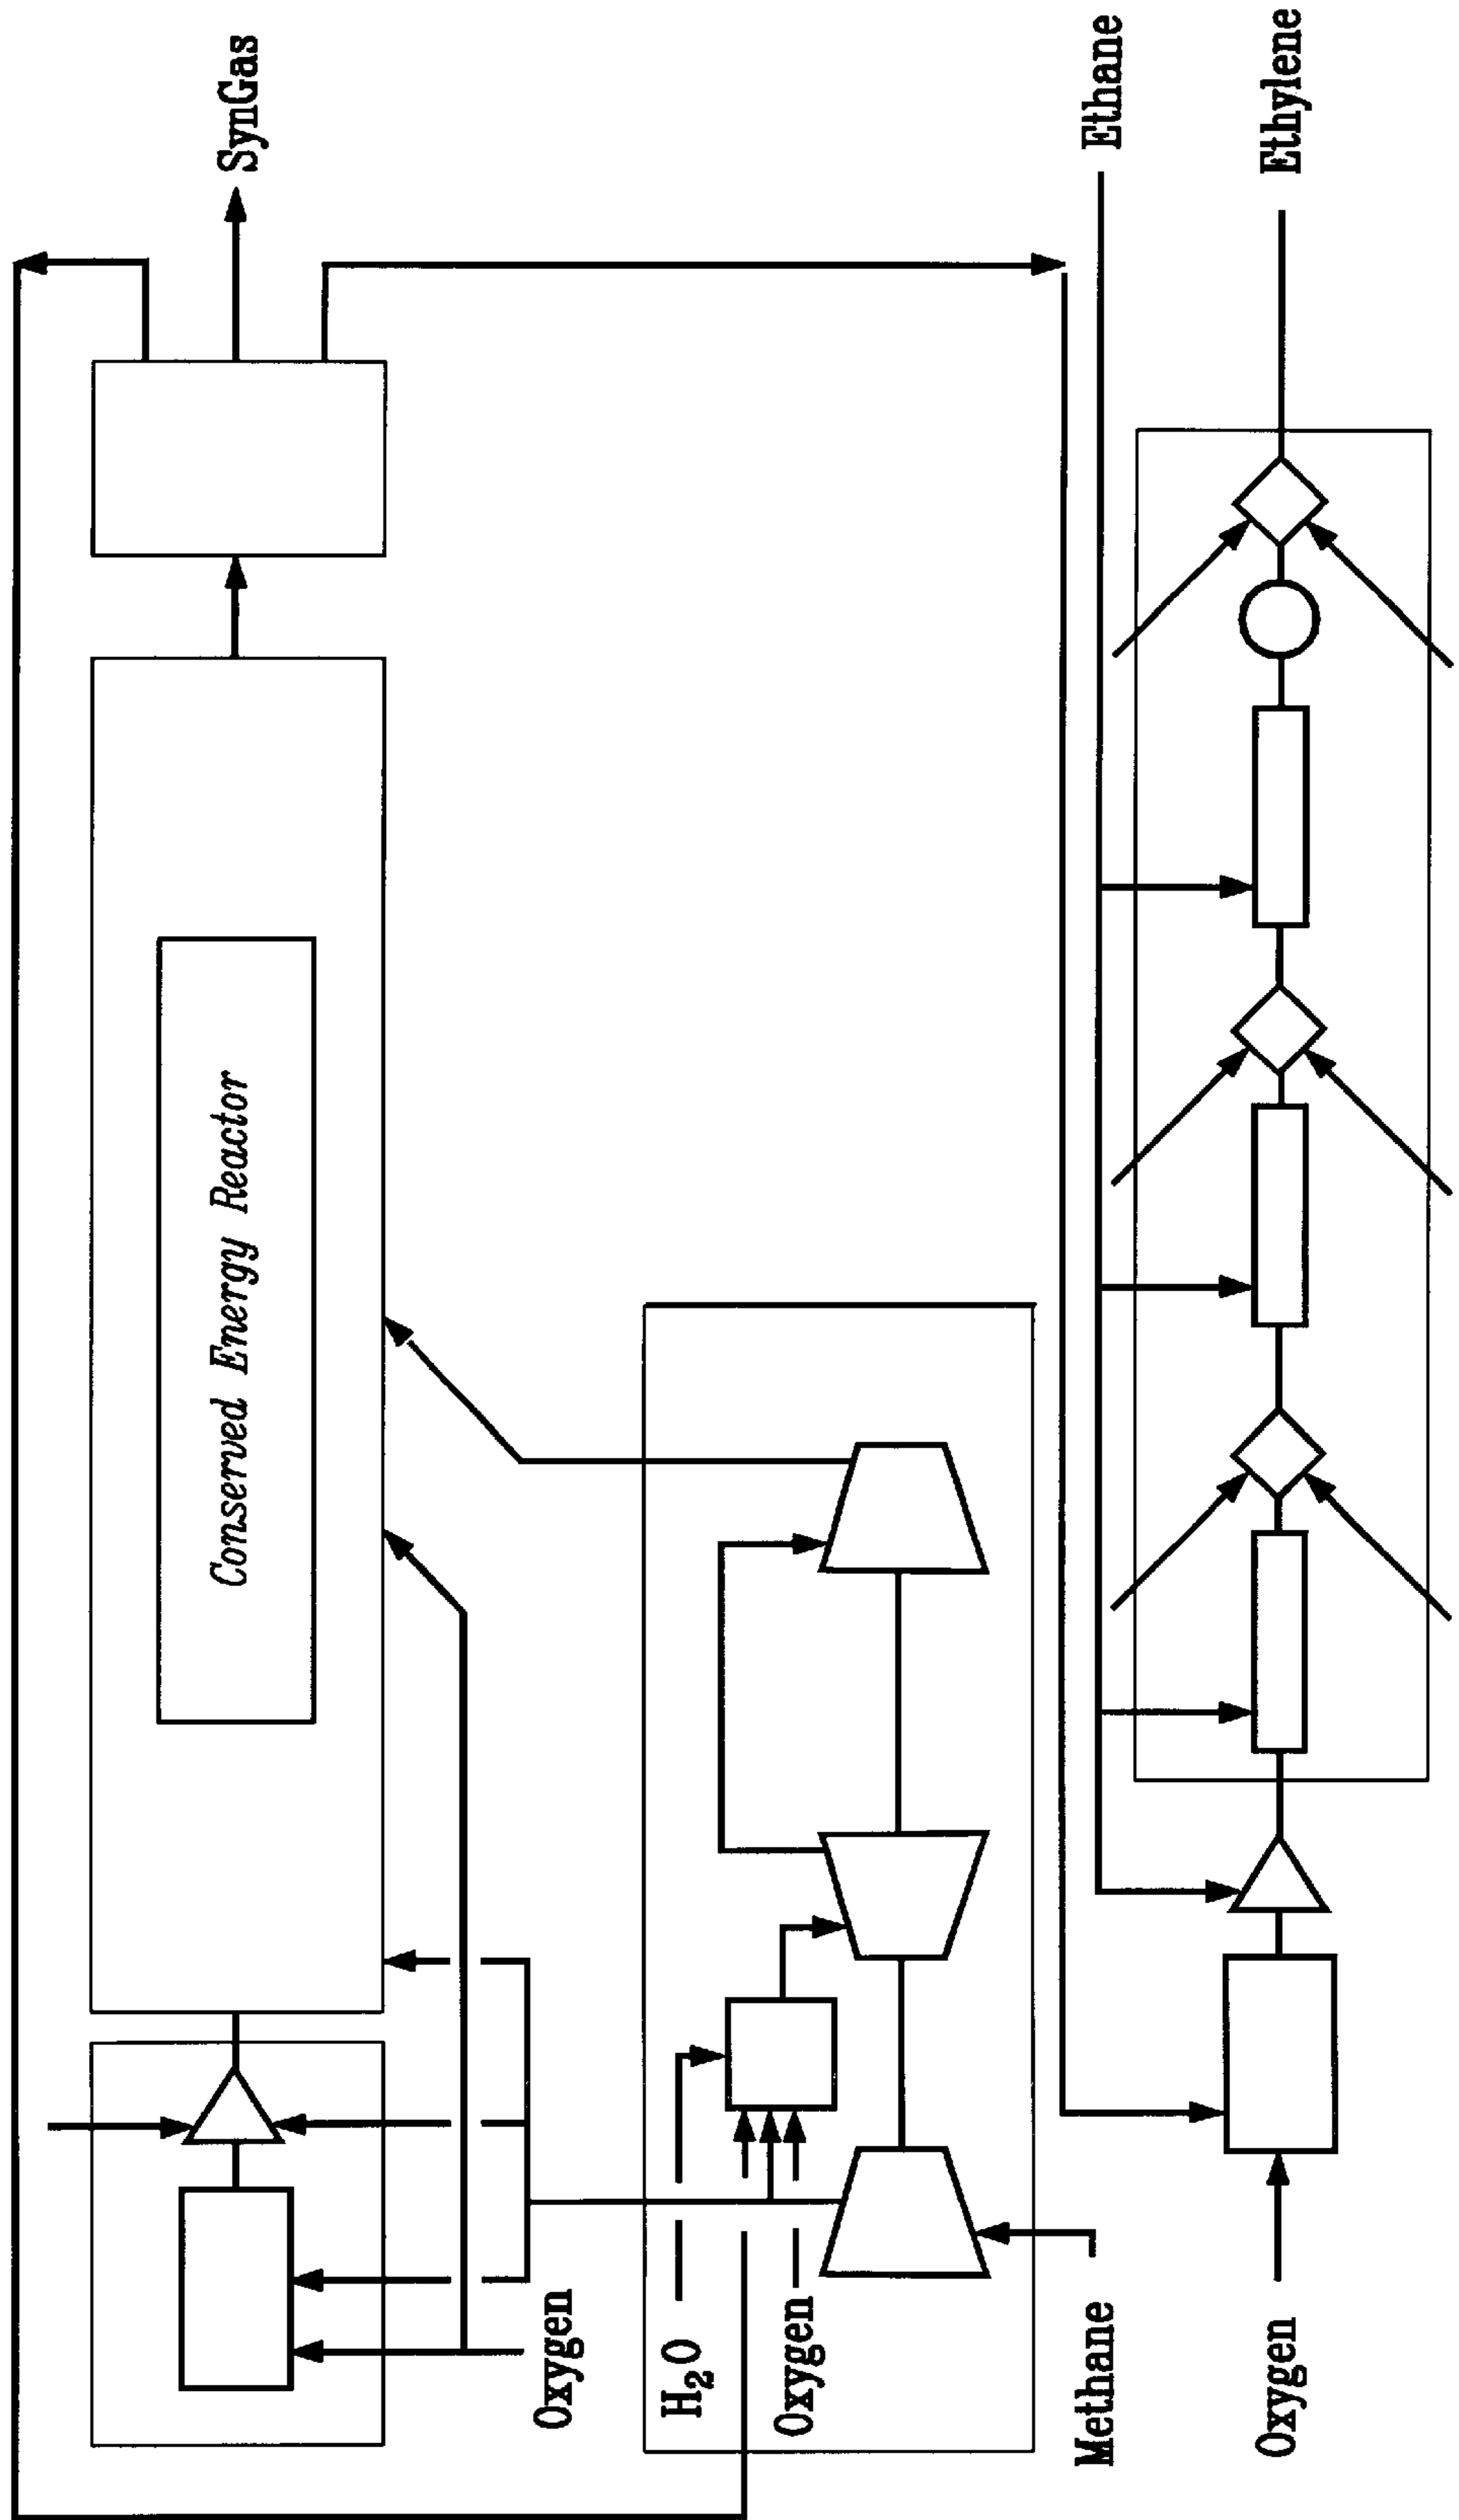 SynGas
Conserved Energy Reactor
Oxygen
H₂O
Oxygen
Methane
Ethane
Oxygen
Ethylene